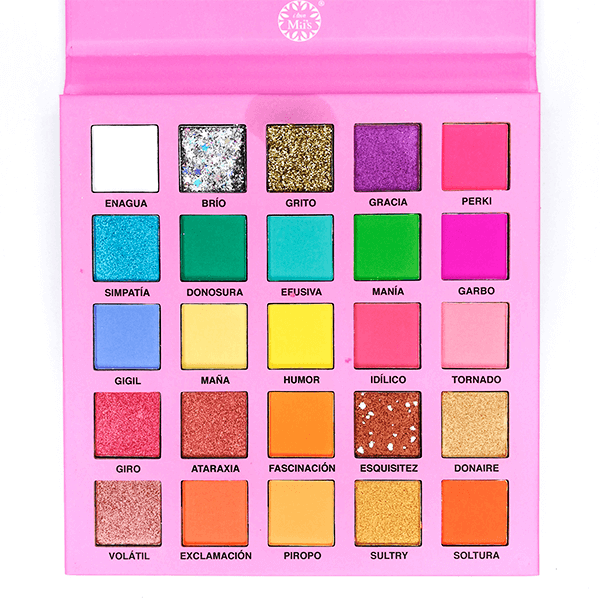 Mii's
ENAGUA BRÍO GRITO GRACIA PERKI
SIMPATÍA DONOSURA EFUSIVA MANÍA GARBO
GIGIL MAÑA HUMOR IDÍLICO TORNADO
GIRO ATARAXIA FASCINACIÓN ESQUISITEZ DONAIRE
VOLÁTIL EXCLAMACIÓN PIROPO SULTRY SOLTURA